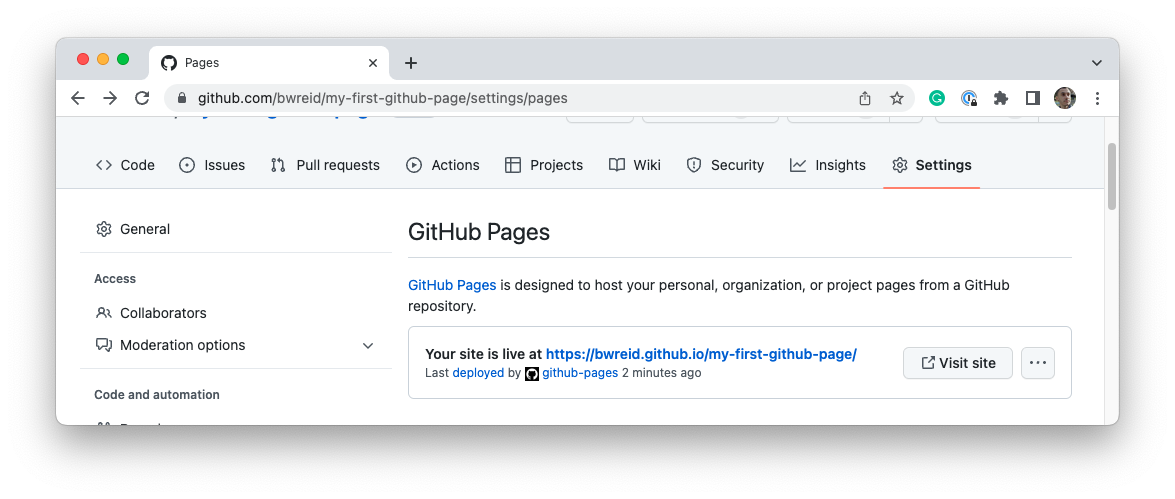 Pages
github.com/bwreid/my-first-github-page/settings/pages
Code Issues Pull requests Actions Projects Wiki Security Insights Settings
General
Access
Collaborators
Moderation options
Code and automation
GitHub Pages
GitHub Pages is designed to host your personal, organization, or project pages from a GitHub
repository.
Your site is live at https://bwreid.github.io/my-first-github-page/
Last deployed by github-pages 2 minutes ago
Visit site